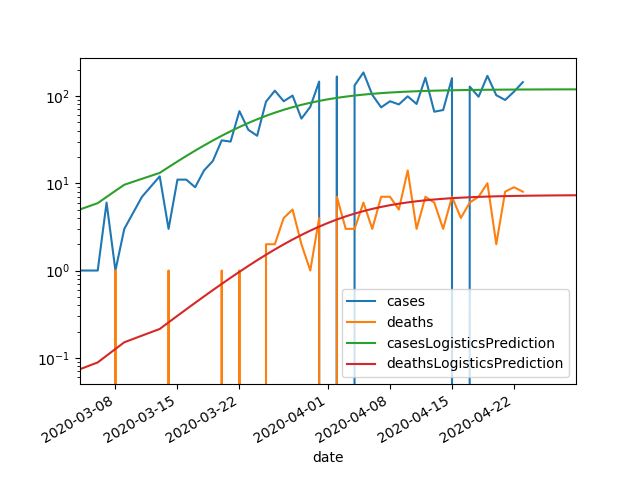 10²
10¹
10⁰
10⁻¹
cases
deaths
casesLogisticsPrediction
deathsLogisticsPrediction
2020-03-08
2020-03-15
2020-03-22
2020-04-01
2020-04-08
2020-04-15
2020-04-22
date